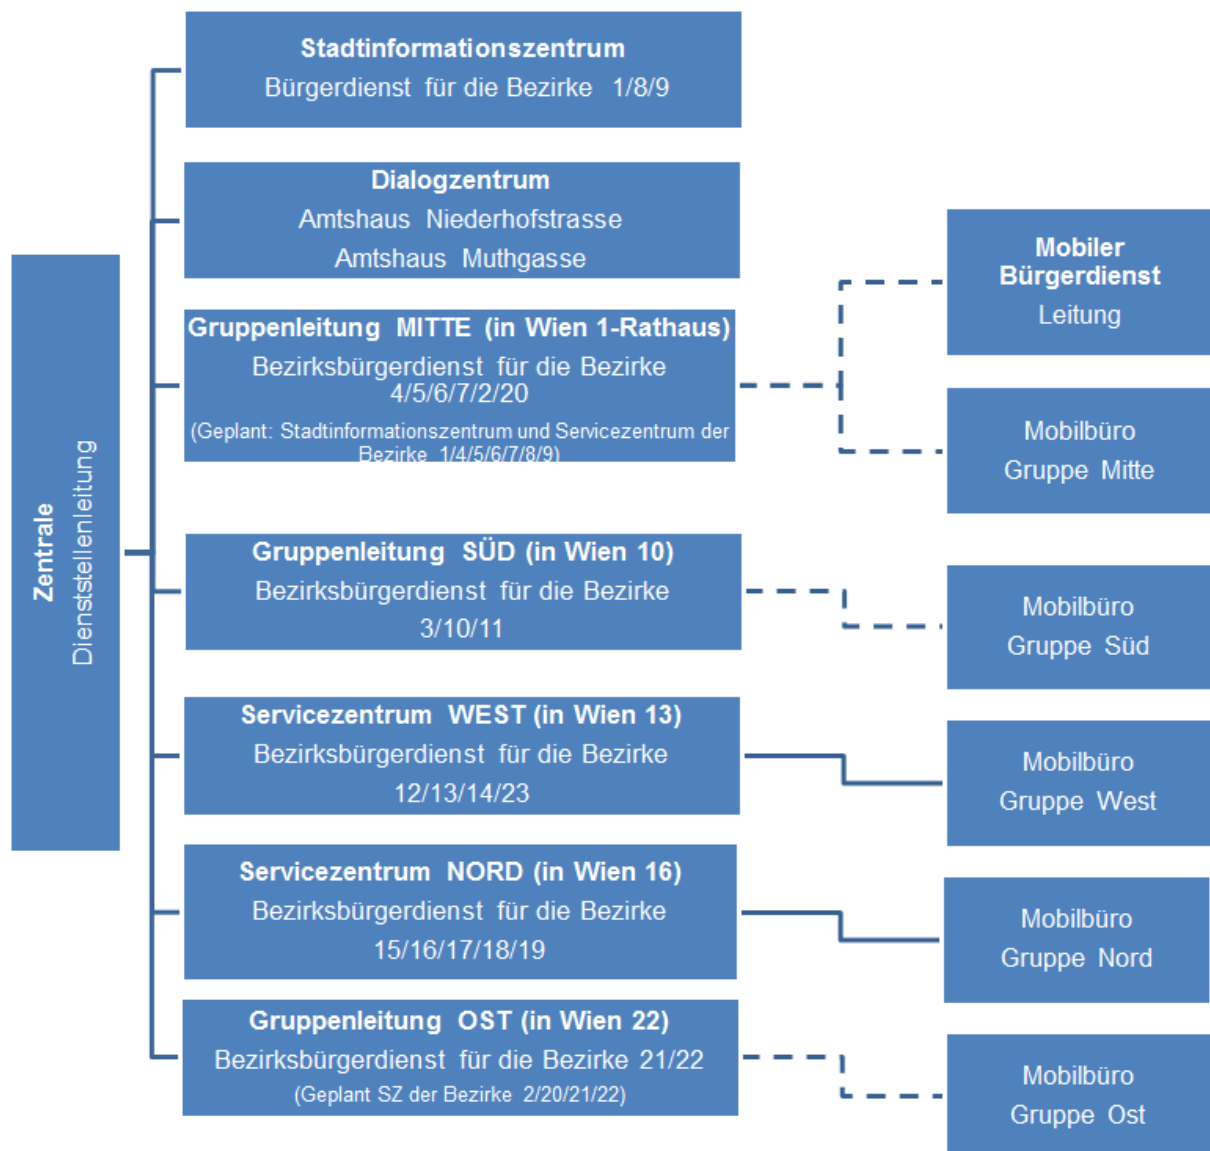 Zentrale
Dienststellenleitung
Stadtinformationszentrum
Bürgerdienst für die Bezirke 1/8/9
Dialogzentrum
Amtshaus Niederhofstrasse
Amtshaus Muthgasse
Gruppenleitung MITTE (in Wien 1-Rathaus)
Bezirksbürgerdienst für die Bezirke
4/5/6/7/2/20
(Geplant: Stadtinformationszentrum und Servicezentrum der
Bezirke 1/4/5/6/7/8/9)
Gruppenleitung SÜD (in Wien 10)
Bezirksbürgerdienst für die Bezirke
3/10/11
Servicezentrum WEST (in Wien 13)
Bezirksbürgerdienst für die Bezirke
12/13/14/23
Servicezentrum NORD (in Wien 16)
Bezirksbürgerdienst für die Bezirke
15/16/17/18/19
Gruppenleitung OST (in Wien 22)
Bezirksbürgerdienst für die Bezirke 21/22
(Geplant SZ der Bezirke 2/20/21/22)
Mobiler
Bürgerdienst
Leitung
Mobilbüro
Gruppe Mitte
Mobilbüro
Gruppe Süd
Mobilbüro
Gruppe West
Mobilbüro
Gruppe Nord
Mobilbüro
Gruppe Ost